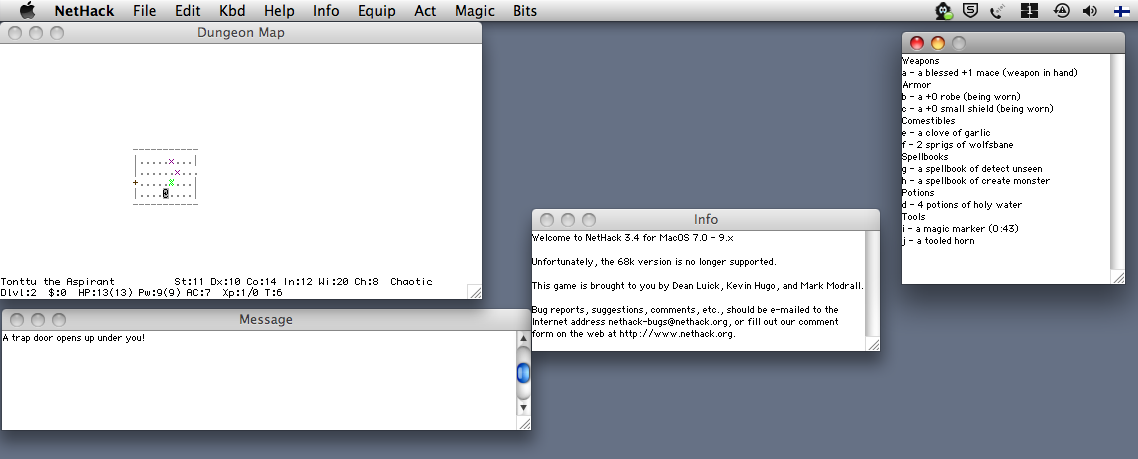 NetHack File Edit Kbd Help Info Equip Act Magic Bits
Dungeon Map
-----------
|.....x...|
|......x...
+.....%...|
|....@....|
-----------
Tonttu the Aspirant St:11 Dx:10 Co:14 In:12 Wi:20 Ch:8 Chaotic
Dlvl:2 $:0 HP:13(13) Pw:9(9) AC:7 Xp:1/0 T:6
Message
A trap door opens up under you!
Info
Welcome to NetHack 3.4 for MacOS 7.0 - 9.x
Unfortunately, the 68k version is no longer supported.
This game is brought to you by Dean Luick, Kevin Hugo, and Mark Modrall.
Bug reports, suggestions, comments, etc., should be e-mailed to the
Internet address nethack-bugs@nethack.org, or fill out our comment
form on the web at http://www.nethack.org.
Weapons
a - a blessed +1 mace (weapon in hand)
Armor
b - a +0 robe (being worn)
c - a +0 small shield (being worn)
Comestibles
e - a clove of garlic
f - 2 sprigs of wolfsbane
Spellbooks
g - a spellbook of detect unseen
h - a spellbook of create monster
Potions
d - 4 potions of holy water
Tools
i - a magic marker (0:43)
j - a tooled horn